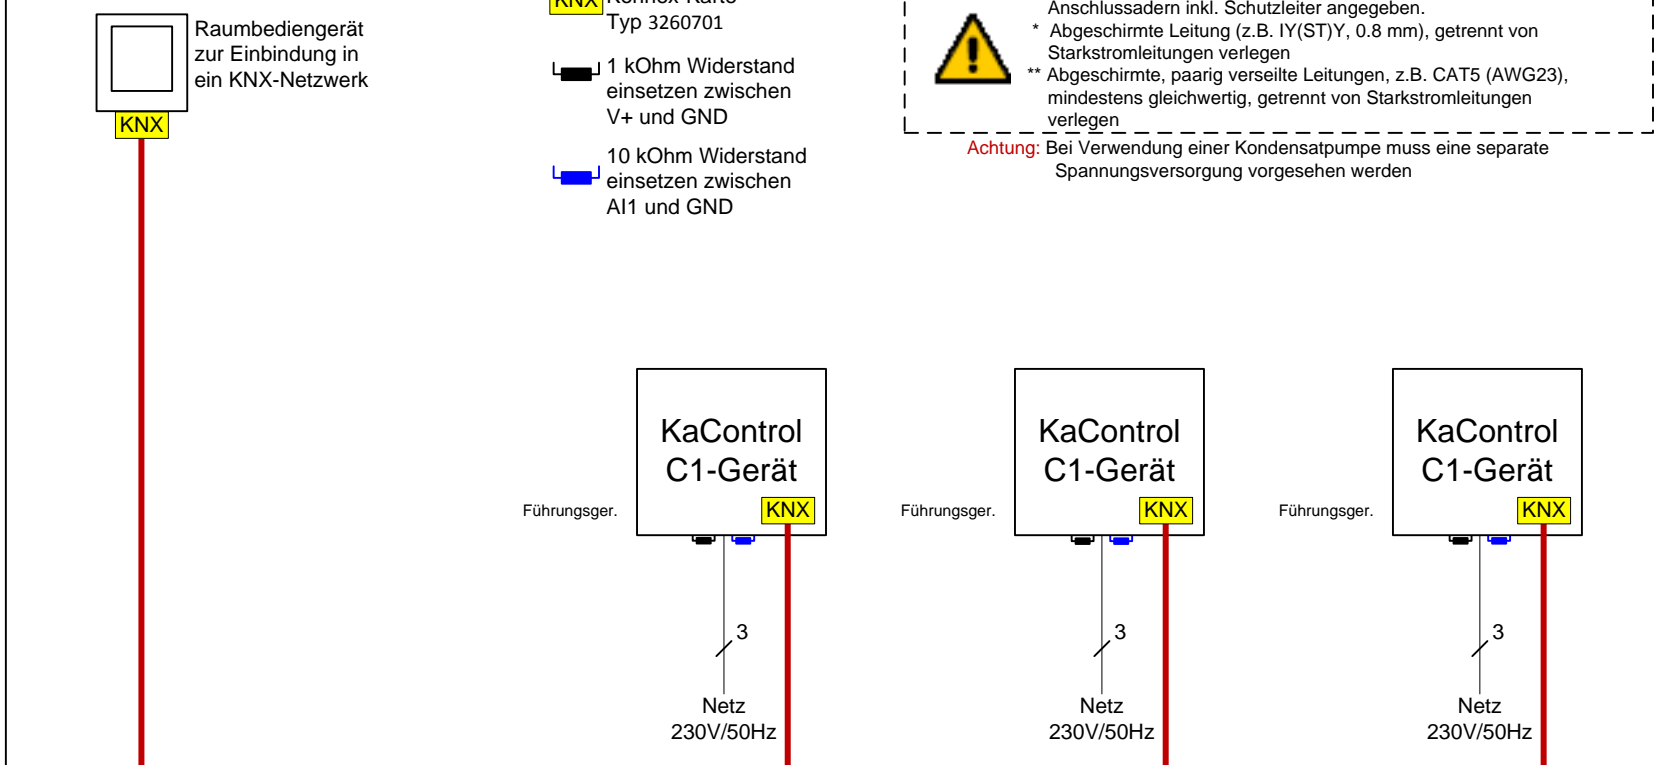 Raumbediengerät
zur Einbindung in
ein KNX-Netzwerk
KNX
KNX Konnex-Karte
Typ 3260701
1 kOhm Widerstand
einsetzen zwischen
V+ und GND
10 kOhm Widerstand
einsetzen zwischen
AI1 und GND
Anschlussadern inkl. Schutzleiter angegeben.
* Abgeschirmte Leitung (z.B. IY(ST)Y, 0.8 mm), getrennt von
Starkstromleitungen verlegen
** Abgeschirmte, paarig verseilte Leitungen, z.B. CAT5 (AWG23),
mindestens gleichwertig, getrennt von Starkstromleitungen
verlegen
Achtung: Bei Verwendung einer Kondensatpumpe muss eine separate
Spannungsversorgung vorgesehen werden
KaControl
C1-Gerät
Führungsger.
KNX
3
Netz
230V/50Hz
KaControl
C1-Gerät
Führungsger.
KNX
3
Netz
230V/50Hz
KaControl
C1-Gerät
Führungsger.
KNX
3
Netz
230V/50Hz